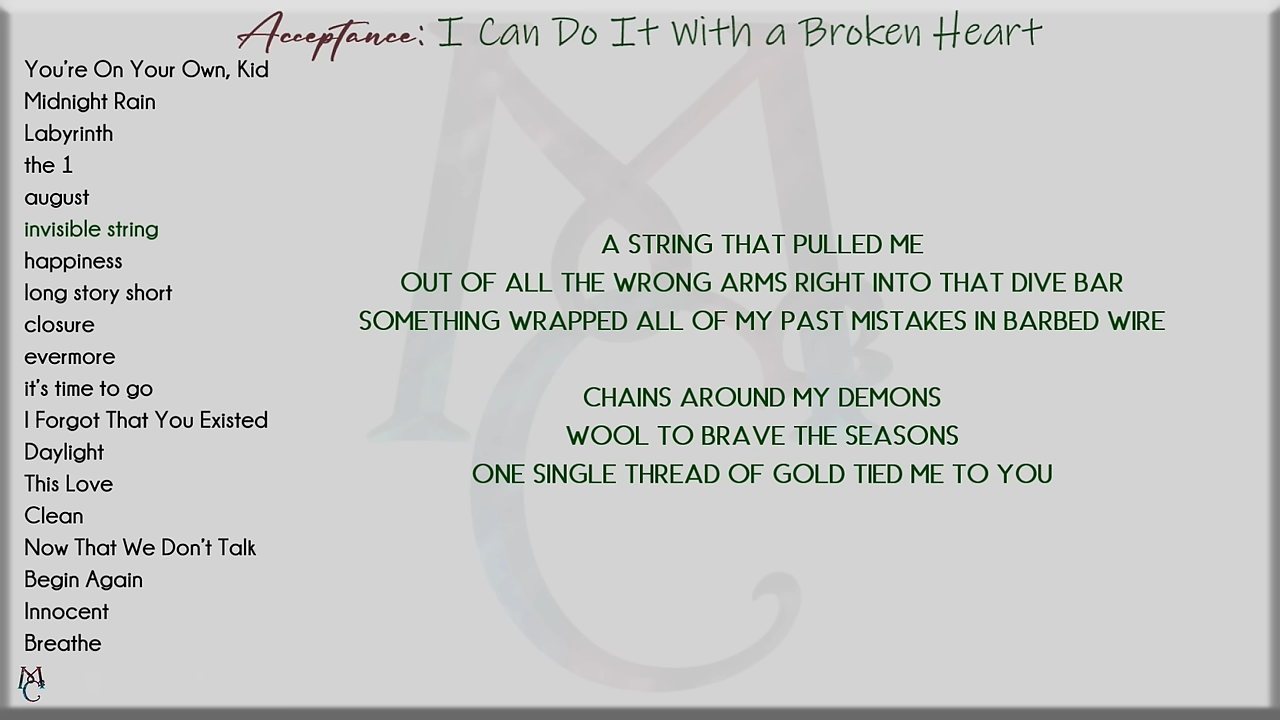 Acceptance: I Can Do It With a Broken Heart
You're On Your Own, Kid
Midnight Rain
Labyrinth
the 1
august
invisible string
happiness
long story short
closure
evermore
it's time to go
I Forgot That You Existed
Daylight
This Love
Clean
Now That We Don't Talk
Begin Again
Innocent
Breathe
A STRING THAT PULLED ME
OUT OF ALL THE WRONG ARMS RIGHT INTO THAT DIVE BAR
SOMETHING WRAPPED ALL OF MY PAST MISTAKES IN BARBED WIRE
CHAINS AROUND MY DEMONS
WOOL TO BRAVE THE SEASONS
ONE SINGLE THREAD OF GOLD TIED ME TO YOU